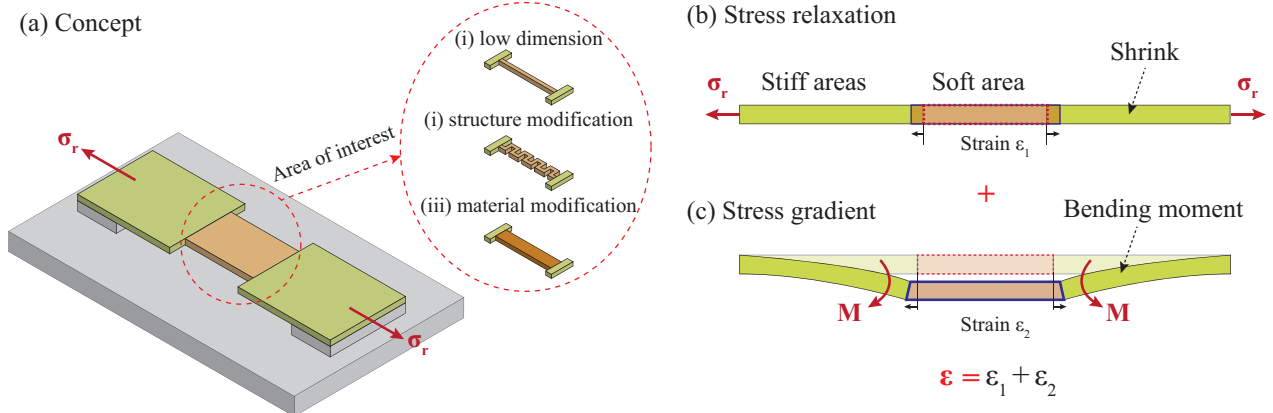 (a) Concept
(i) low dimension
(i) structure modification
(iii) material modification
Area of interest
σr
σr
(b) Stress relaxation
Shrink
Stiff areas
Soft area
σr
σr
Strain ε1
+
(c) Stress gradient
Bending moment
M
M
Strain ε2
ε = ε1 + ε2